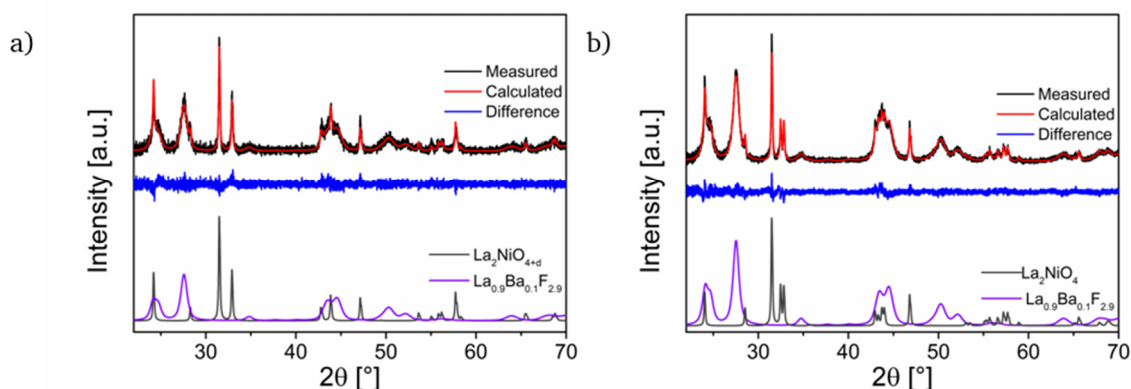 a)
Intensity [a.u.]
Measured
Calculated
Difference
La₂NiO₄₊d
La₀.₉Ba₀.₁F₂.₉
30 40 50 60 70
2θ [°]
b)
Intensity [a.u.]
Measured
Calculated
Difference
La₂NiO₄
La₀.₉Ba₀.₁F₂.₉
30 40 50 60 70
2θ [°]